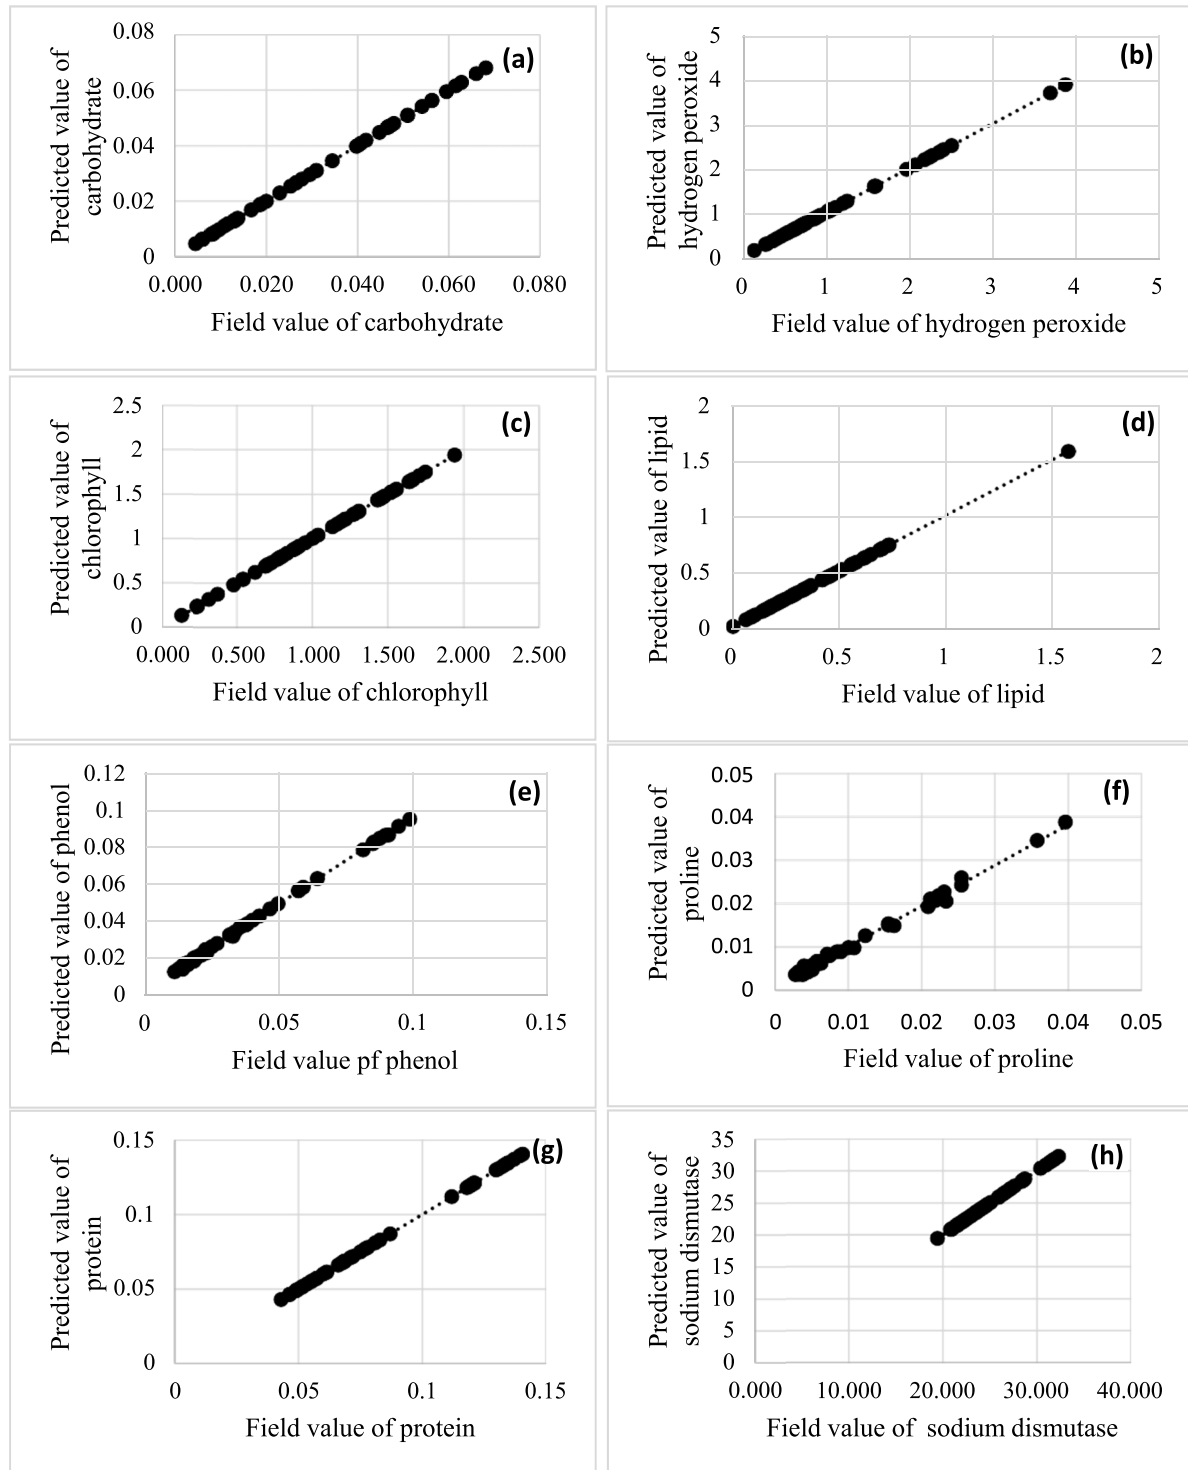 (a)
Predicted value of
carbohydrate
0.08
0.06
0.04
0.02
0
0.000 0.020 0.040 0.060 0.080
Field value of carbohydrate
(b)
Predicted value of
hydrogen peroxide
5
4
3
2
1
0
0 1 2 3 4 5
Field value of hydrogen peroxide
(c)
Predicted value of
chlorophyll
2.5
2
1.5
1
0.5
0
0.000 0.500 1.000 1.500 2.000 2.500
Field value of chlorophyll
(d)
Predicted value of lipid
2
1.5
1
0.5
0
0 0.5 1 1.5 2
Field value of lipid
(e)
Predicted value of phenol
0.12
0.1
0.08
0.06
0.04
0.02
0
0 0.05 0.1 0.15
Field value pf phenol
(f)
Predicted value of
proline
0.05
0.04
0.03
0.02
0.01
0
0 0.01 0.02 0.03 0.04 0.05
Field value of proline
(g)
Predicted value of
protein
0.15
0.1
0.05
0
0 0.05 0.1 0.15
Field value of protein
(h)
Predicted value of
sodium dismutase
35
30
25
20
15
10
5
0
0.000 10.000 20.000 30.000 40.000
Field value of sodium dismutase